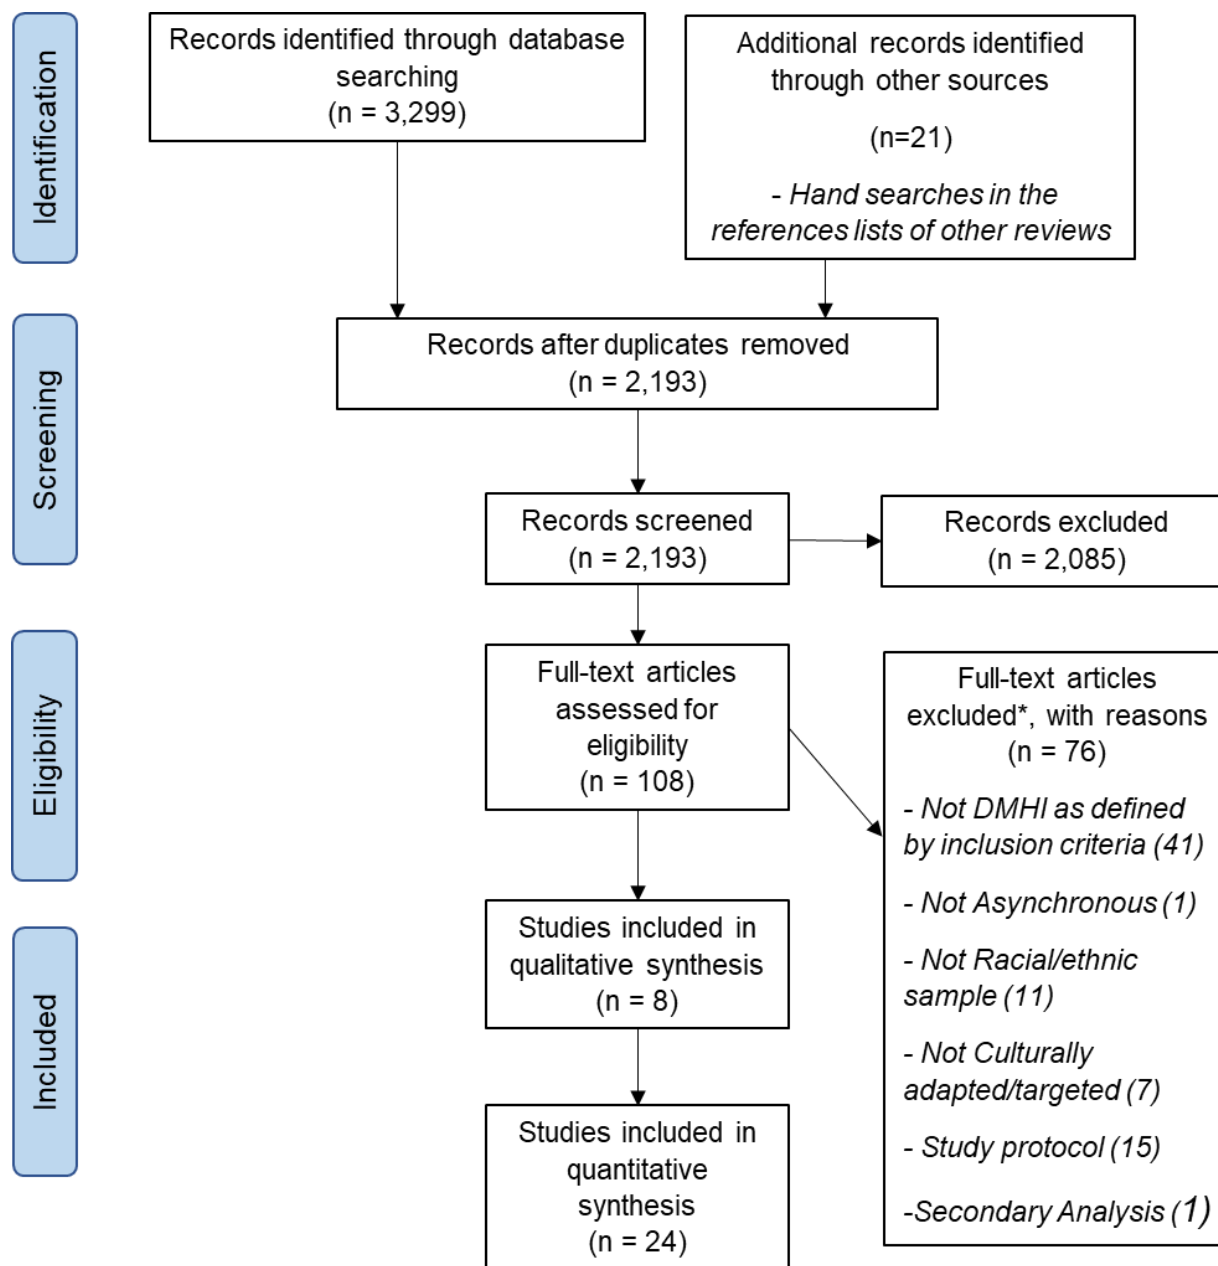 Identification
Records identified through database
searching
(n = 3,299)
Additional records identified
through other sources
(n=21)
- Hand searches in the
references lists of other reviews
Screening
Records after duplicates removed
(n = 2,193)
Records screened
(n = 2,193)
Records excluded
(n = 2,085)
Eligibility
Full-text articles
assessed for
eligibility
(n = 108)
Full-text articles
excluded*, with reasons
(n = 76)
- Not DMHI as defined
by inclusion criteria (41)
- Not Asynchronous (1)
- Not Racial/ethnic
sample (11)
- Not Culturally
adapted/targeted (7)
- Study protocol (15)
-Secondary Analysis (1)
Included
Studies included in
qualitative synthesis
(n = 8)
Studies included in
quantitative
synthesis
(n = 24)